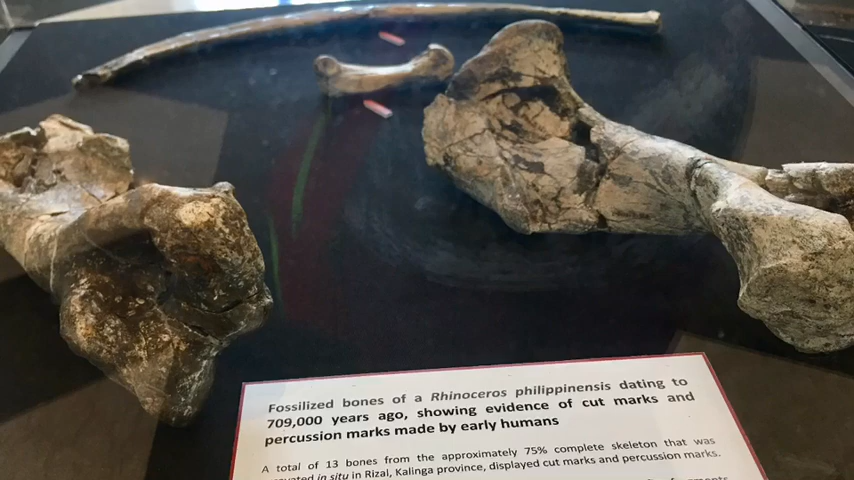 Fossilized bones of a Rhinoceros philippinensis dating to
709,000 years ago, showing evidence of cut marks and
percussion marks made by early humans
A total of 13 bones from the approximately 75% complete skeleton that was
in situ in Rizal, Kalinga province, displayed cut marks and percussion marks.